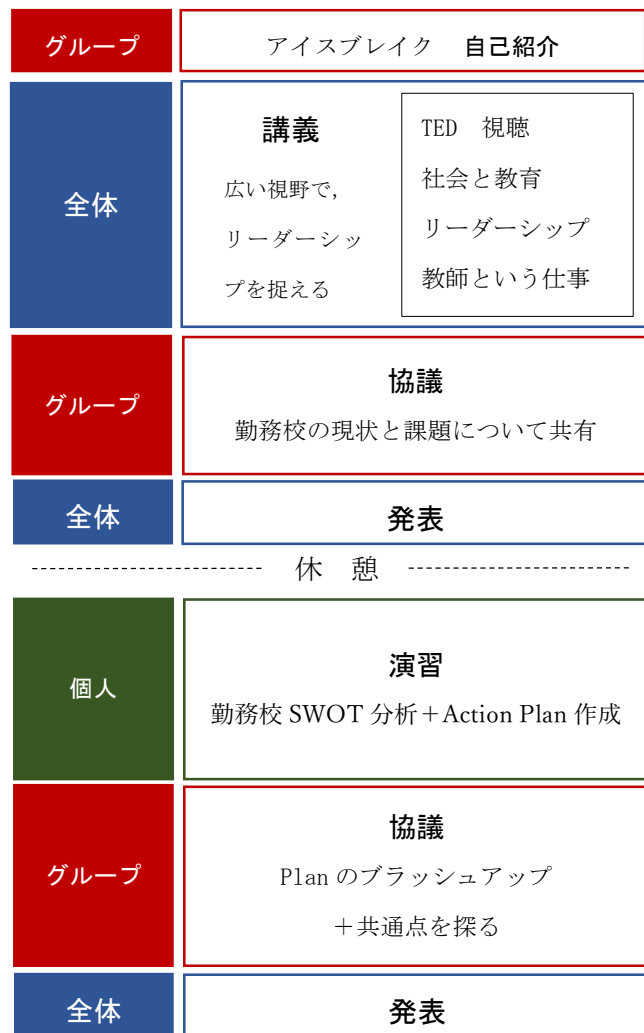 グループ
アイスブレイク　自己紹介
全体
講義
広い視野で,
リーダーシッ
プを捉える
TED　視聴
社会と教育
リーダーシップ
教師という仕事
グループ
協議
勤務校の現状と課題について共有
全体
発表
休　憩
個人
演習
勤務校 SWOT 分析＋Action Plan 作成
グループ
協議
Plan のブラッシュアップ
＋共通点を探る
全体
発表